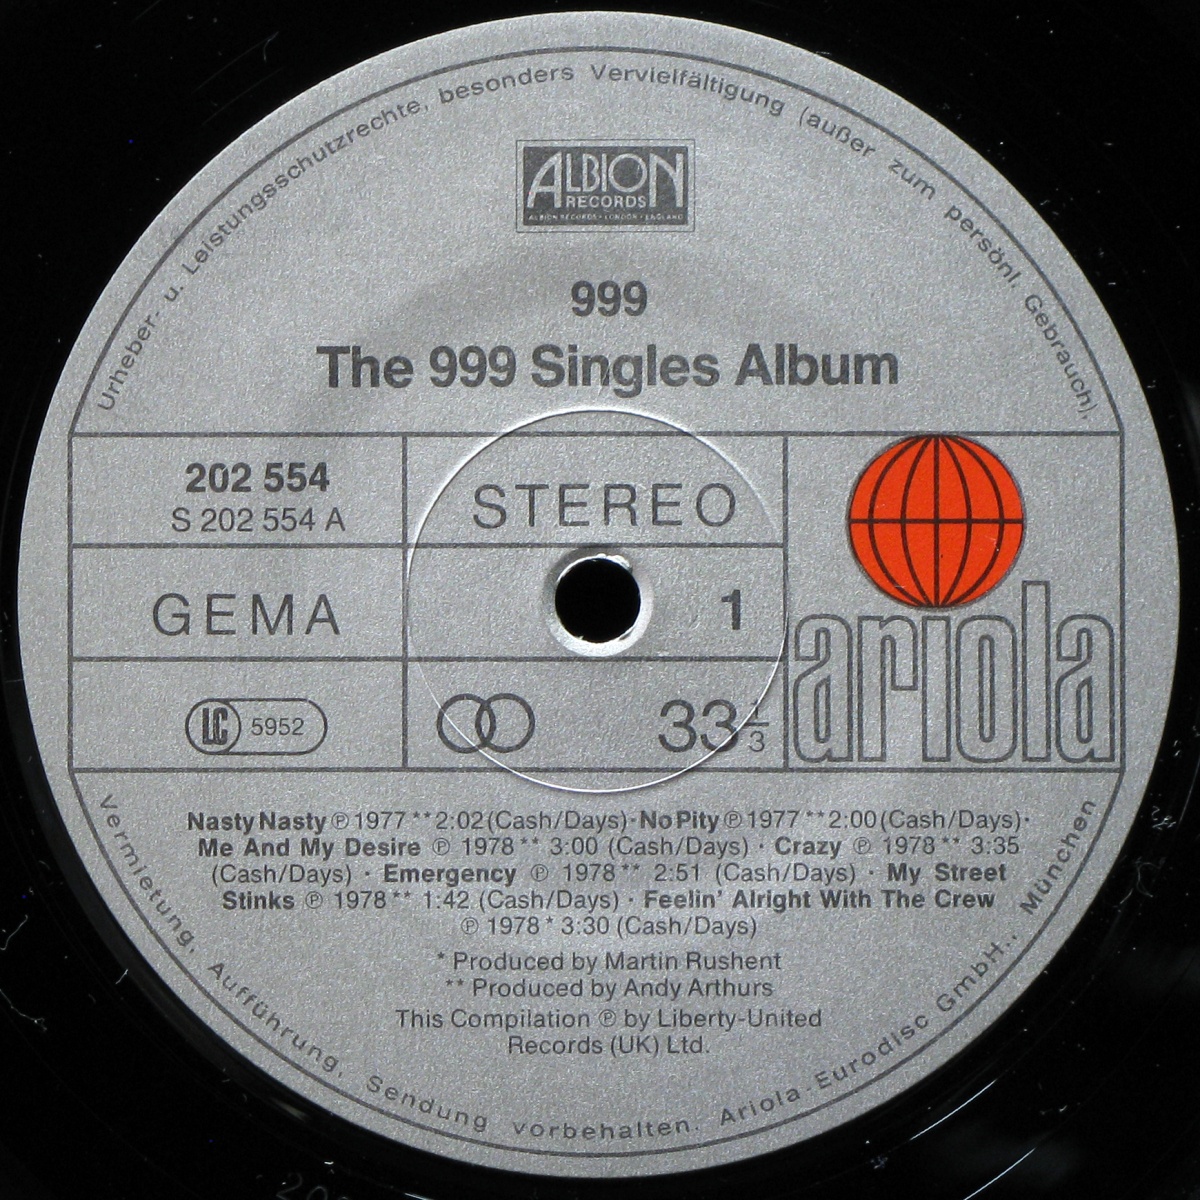 Urheber- u. Leistungsschutzrechte, besonders Vervielfältigung (außer zum persönl. Gebrauch),
ALBION
RECORDS
ALBION RECORDS · LONDON · ENGLAND
999
The 999 Singles Album
202 554
S 202 554 A
STEREO
GEMA
1
LC 5952
33 1/3
ariola
Nasty Nasty ℗ 1977 ** 2:02 (Cash/Days) · No Pity ℗ 1977 ** 2:00 (Cash/Days) ·
Me And My Desire ℗ 1978 ** 3:00 (Cash/Days) · Crazy ℗ 1978 ** 3:35
(Cash/Days) · Emergency ℗ 1978 ** 2:51 (Cash/Days) · My Street
Stinks ℗ 1978 ** 1:42 (Cash/Days) · Feelin' Alright With The Crew
℗ 1978 * 3:30 (Cash/Days)
* Produced by Martin Rushent
** Produced by Andy Arthurs
This Compilation ℗ by Liberty-United
Records (UK) Ltd.
Vermietung, Aufführung, Sendung vorbehalten. Ariola-Eurodisc GmbH., München